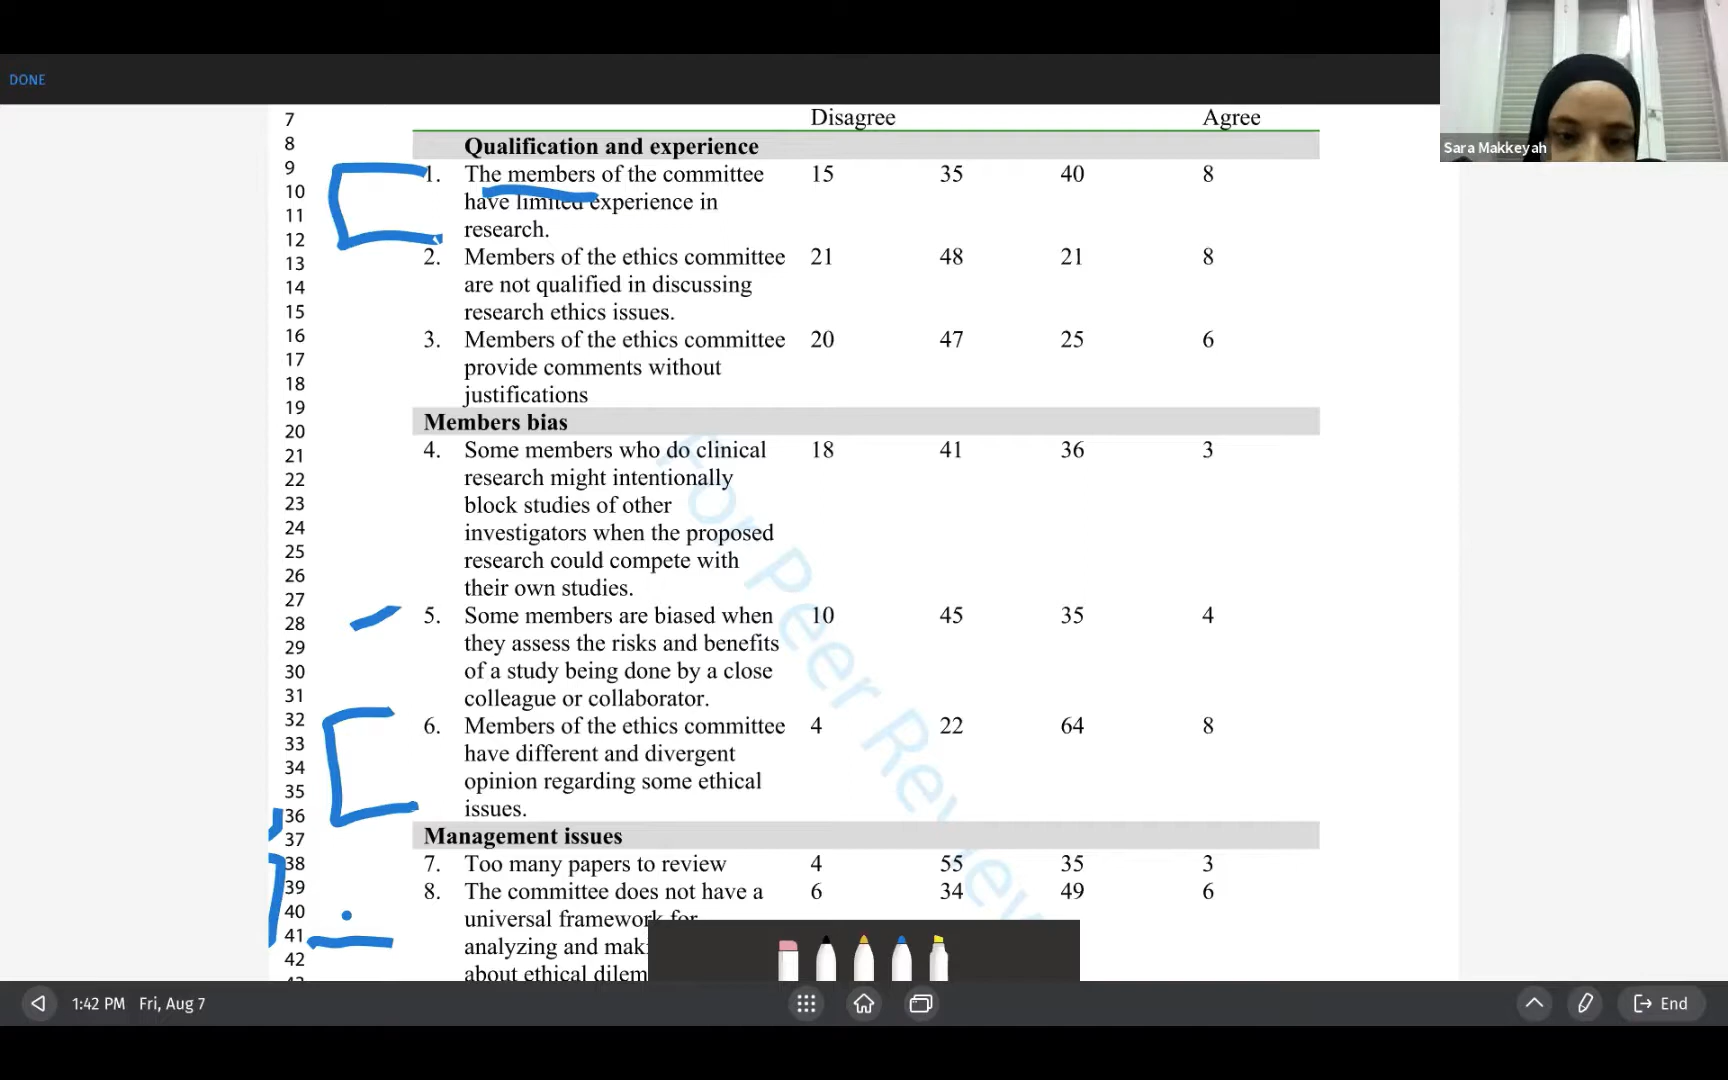 DONE
Sara Makkeyah
7 Disagree Agree
8 Qualification and experience
9 1. The members of the committee 15 35 40 8
10 have limited experience in
11 research.
12
13 2. Members of the ethics committee 21 48 21 8
14 are not qualified in discussing
15 research ethics issues.
16 3. Members of the ethics committee 20 47 25 6
17 provide comments without
18 justifications
19 Members bias
20
21 4. Some members who do clinical 18 41 36 3
22 research might intentionally
23 block studies of other
24 investigators when the proposed
25 research could compete with
26 their own studies.
27
28 5. Some members are biased when 10 45 35 4
29 they assess the risks and benefits
30 of a study being done by a close
31 colleague or collaborator.
32 6. Members of the ethics committee 4 22 64 8
33 have different and divergent
34 opinion regarding some ethical
35 issues.
36
37 Management issues
38 7. Too many papers to review 4 55 35 3
39 8. The committee does not have a 6 34 49 6
40 universal framework for
41 analyzing and
42 about ethical
For Peer Review
1:42 PM Fri, Aug 7
End